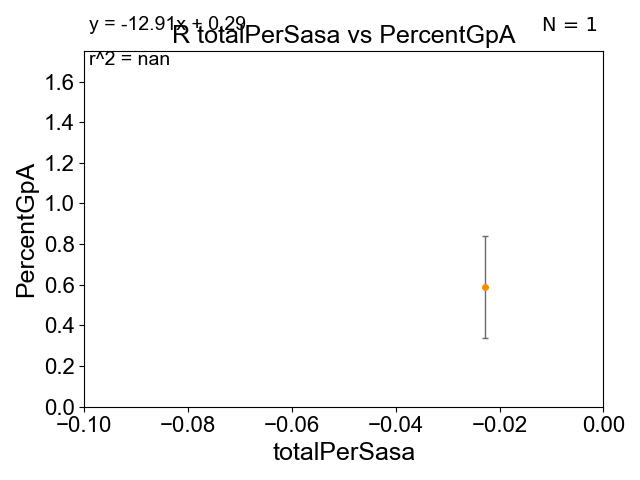 y = -12.91x + 0.29
N = 1
R totalPerSasa vs PercentGpA
r^2 = nan
1.6
1.4
1.2
1.0
0.8
0.6
0.4
0.2
0.0
PercentGpA
−0.10 −0.08 −0.06 −0.04 −0.02 0.00
totalPerSasa